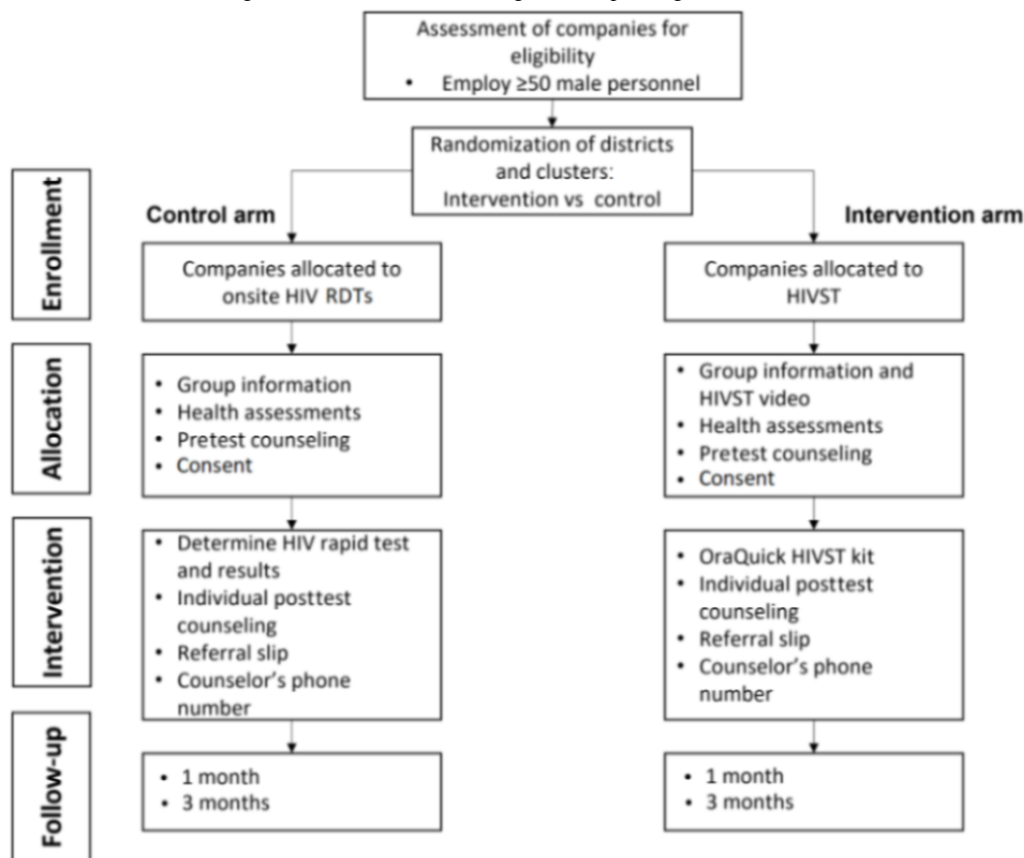 Assessment of companies for
eligibility
• Employ ≥50 male personnel
Randomization of districts
and clusters:
Intervention vs control
Enrollment
Control arm
Intervention arm
Companies allocated to
onsite HIV RDTs
Companies allocated to
HIVST
Allocation
• Group information
• Health assessments
• Pretest counseling
• Consent
• Group information and
HIVST video
• Health assessments
• Pretest counseling
• Consent
Intervention
• Determine HIV rapid test
and results
• Individual posttest
counseling
• Referral slip
• Counselor's phone
number
• OraQuick HIVST kit
• Individual posttest
counseling
• Referral slip
• Counselor's phone
number
Follow-up
• 1 month
• 3 months
• 1 month
• 3 months